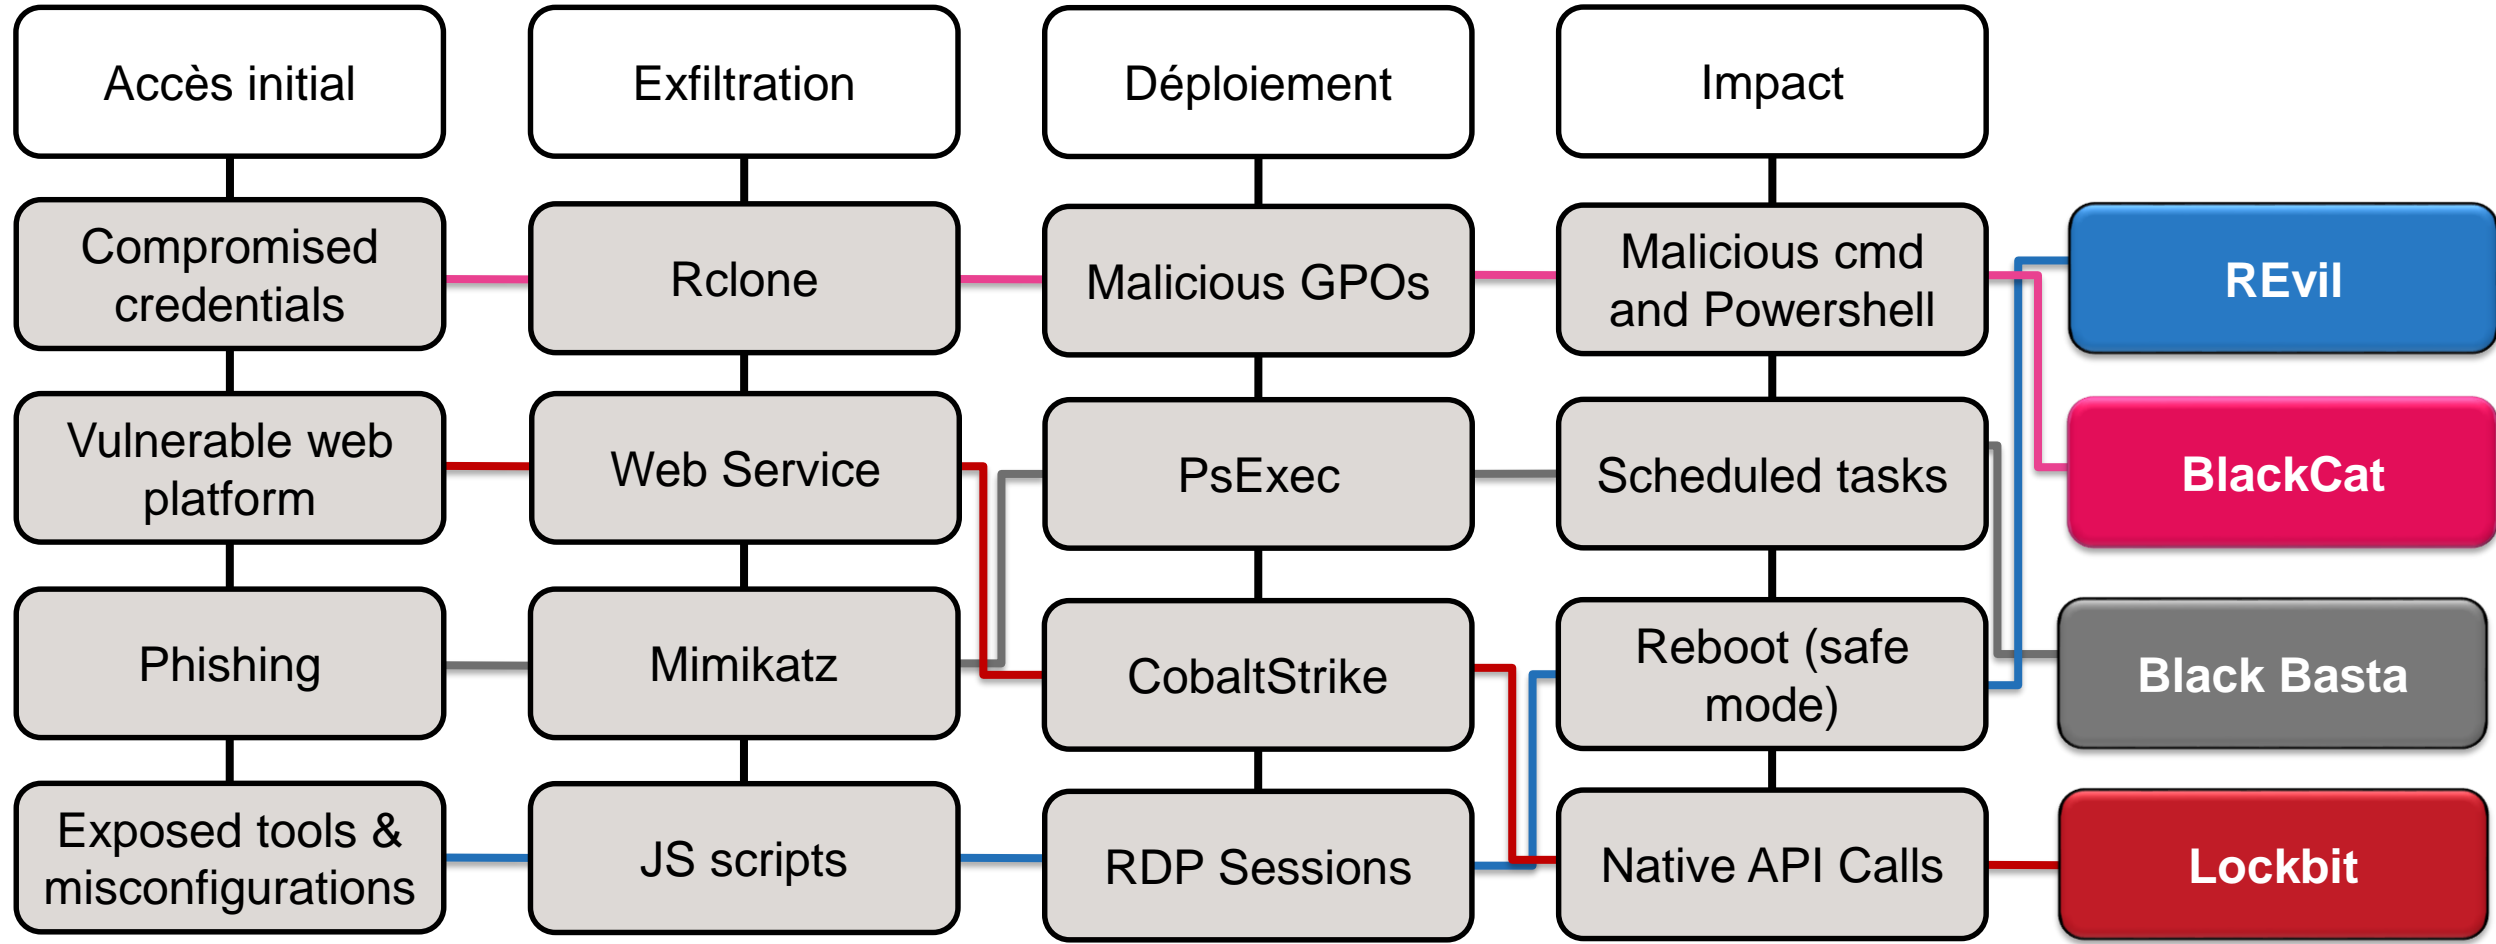 Accès initial
Exfiltration
Déploiement
Impact
Compromised
credentials
Rclone
Malicious GPOs
Malicious cmd
and Powershell
REvil
Vulnerable web
platform
Web Service
PsExec
Scheduled tasks
BlackCat
Phishing
Mimikatz
CobaltStrike
Reboot (safe
mode)
Black Basta
Exposed tools &
misconfigurations
JS scripts
RDP Sessions
Native API Calls
Lockbit